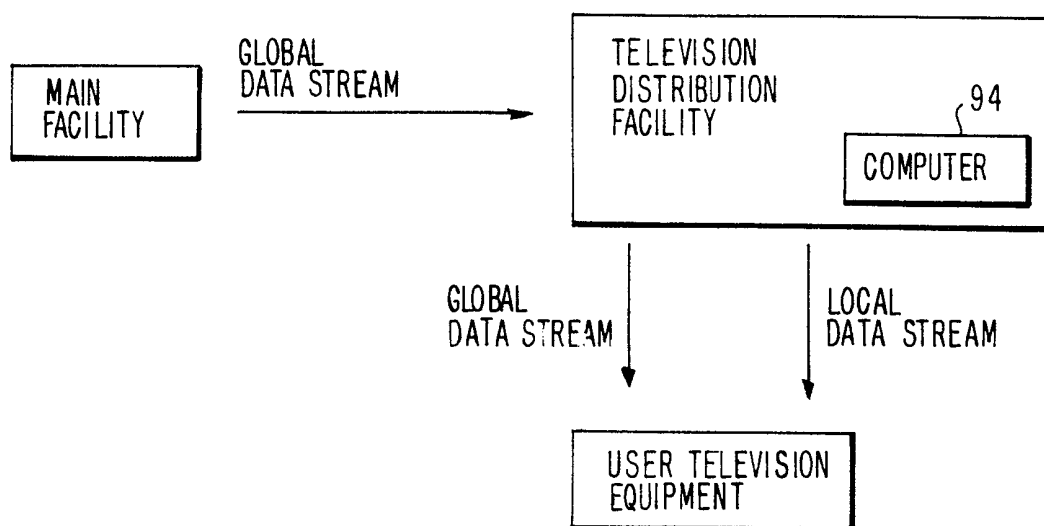 MAIN
FACILITY
GLOBAL
DATA STREAM
TELEVISION
DISTRIBUTION
FACILITY
94
COMPUTER
GLOBAL
DATA STREAM
LOCAL
DATA STREAM
USER TELEVISION
EQUIPMENT